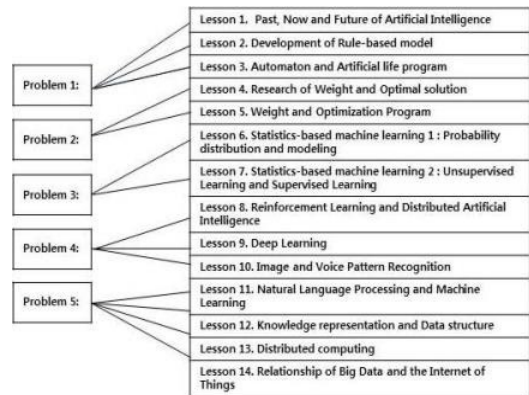 Lesson 1. Past, Now and Future of Artificial Intelligence
Lesson 2. Development of Rule-based model
Lesson 3. Automaton and Artificial life program
Problem 1:
Lesson 4. Research of Weight and Optimal solution
Lesson 5. Weight and Optimization Program
Problem 2:
Lesson 6. Statistics-based machine learning 1 : Probability
distribution and modeling
Lesson 7. Statistics-based machine learning 2 : Unsupervised
Learning and Supervised Learning
Problem 3:
Lesson 8. Reinforcement Learning and Distributed Artificial
Intelligence
Lesson 9. Deep Learning
Problem 4:
Lesson 10. Image and Voice Pattern Recognition
Lesson 11. Natural Language Processing and Machine
Learning
Problem 5:
Lesson 12. Knowledge representation and Data structure
Lesson 13. Distributed computing
Lesson 14. Relationship of Big Data and the Internet of
Things